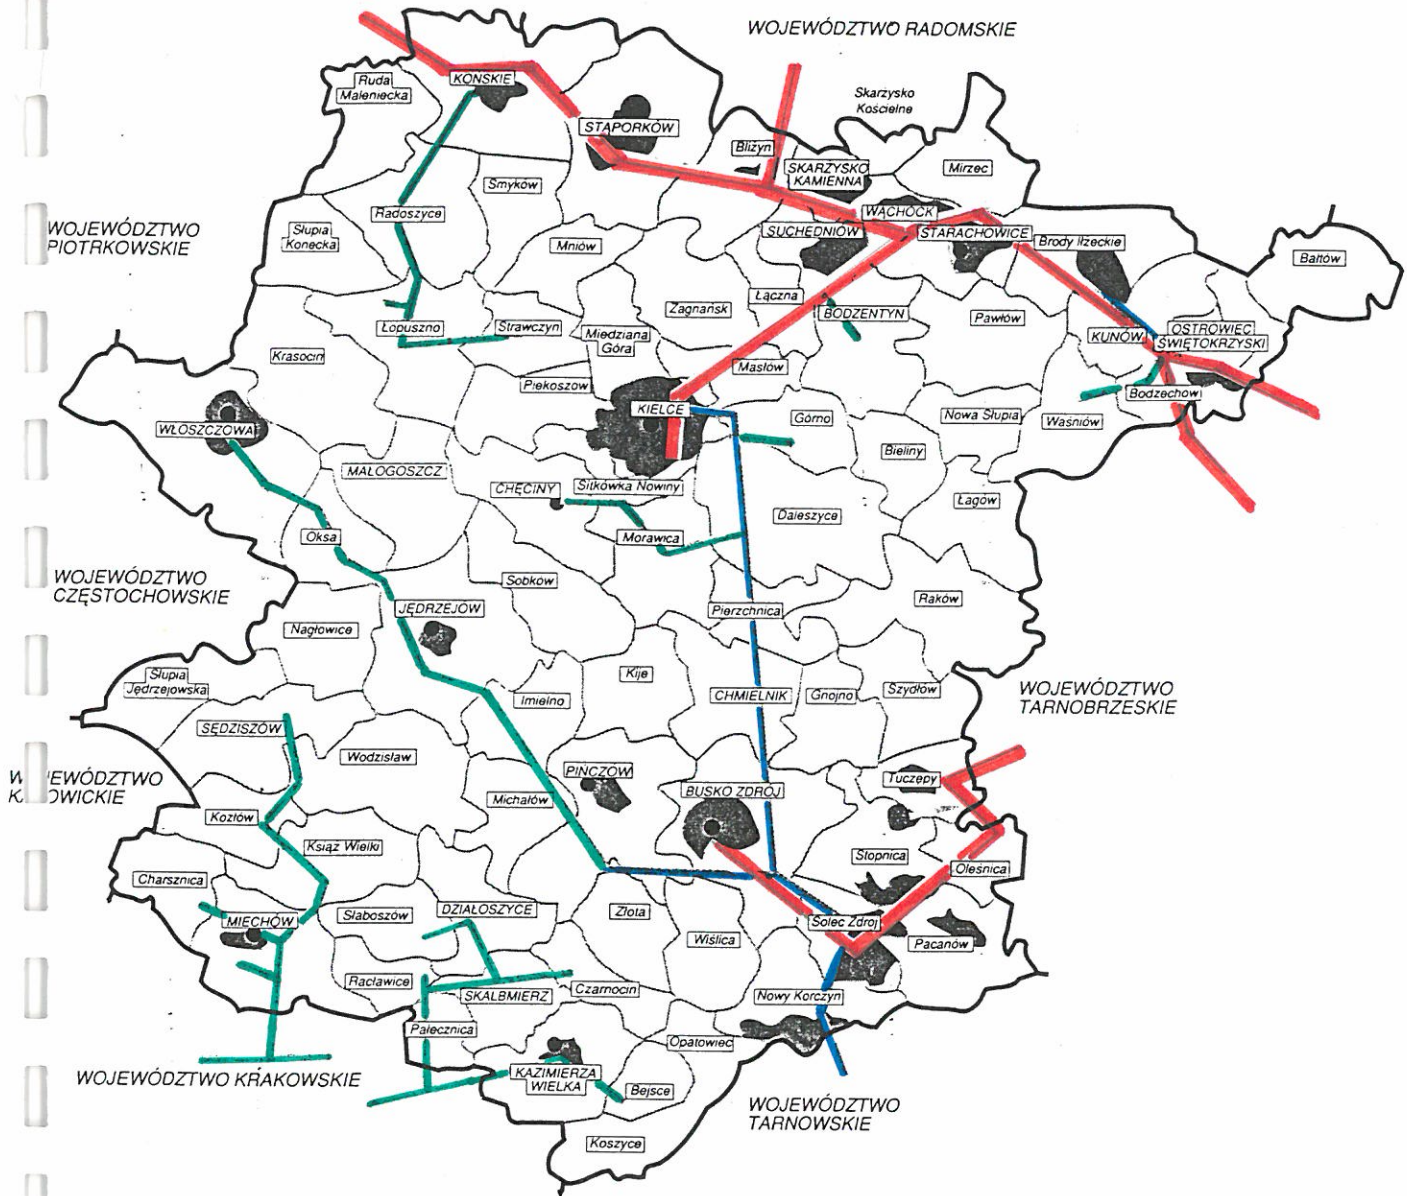 WOJEWÓDZTWO RADOMSKIE
Ruda
Maleniecka
KOŃSKIE
Skarżysko
Kościelne
STĄPORKÓW
Bliżyn
SKARŻYSKO
KAMIENNA
Mirzec
Smyków
Radoszyce
WĄCHOCK
SUCHEDNIÓW
STARACHOWICE
WOJEWÓDZTWO
PIOTRKOWSKIE
Słupia
Konecka
Mniów
Brody Iłżeckie
Bałtów
Łączna
Zagnańsk
BODZENTYN
Pawłów
Łopuszno
Strawczyn
Miedziana
Góra
KUNÓW
OSTROWIEC
ŚWIĘTOKRZYSKI
Krasocin
Masłów
Piekoszów
Bodzechów
KIELCE
Górno
Nowa Słupia
Waśniów
WŁOSZCZOWA
Bieliny
MAŁOGOSZCZ
CHĘCINY
Sitkówka Nowiny
Łagów
Daleszyce
Oksa
Morawica
WOJEWÓDZTWO
CZĘSTOCHOWSKIE
Sobków
JĘDRZEJÓW
Pierzchnica
Raków
Nagłowice
Słupia
Jędrzejowska
Kije
Imielno
CHMIELNIK
Gnojno
Szydłów
WOJEWÓDZTWO
TARNOBRZESKIE
SĘDZISZÓW
Wodzisław
PIŃCZÓW
Tuczępy
W JEWÓDZTWO
K OWICKIE
Michałów
BUSKO ZDRÓJ
Kozłów
Książ Wielki
Stopnica
Oleśnica
Charsznica
MIECHÓW
Słaboszów
DZIAŁOSZYCE
Złota
Solec Zdrój
Wiślica
Pacanów
Racławice
SKALBMIERZ
Czarnocin
Nowy Korczyn
Pałecznica
Opatowiec
WOJEWÓDZTWO KRAKOWSKIE
KAZIMIERZA
WIELKA
Bejsce
WOJEWÓDZTWO
TARNOWSKIE
Koszyce